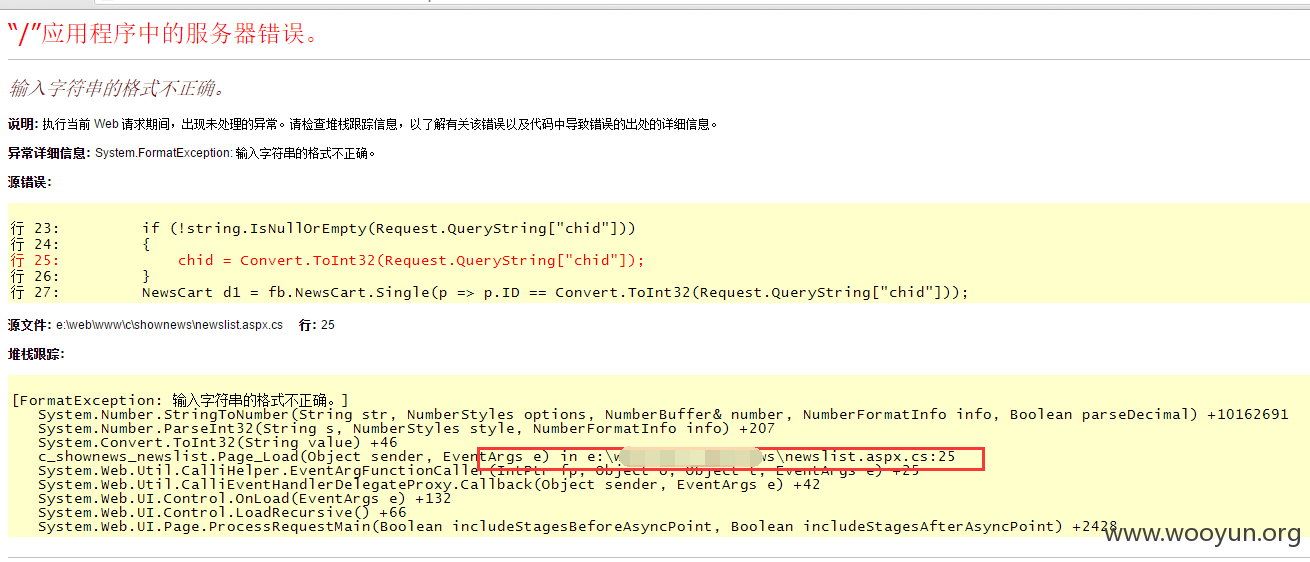 “/”应用程序中的服务器错误。
输入字符串的格式不正确。
说明: 执行当前 Web 请求期间，出现未处理的异常。请检查堆栈跟踪信息，以了解有关该错误以及代码中导致错误的出处的详细信息。
异常详细信息: System.FormatException: 输入字符串的格式不正确。
源错误:
行 23:         if (!string.IsNullOrEmpty(Request.QueryString["chid"]))
行 24:         {
行 25:             chid = Convert.ToInt32(Request.QueryString["chid"]);
行 26:         }
行 27:         NewsCart d1 = fb.NewsCart.Single(p => p.ID == Convert.ToInt32(Request.QueryString["chid"]));
源文件: e:\web\www\c\shownews\newslist.aspx.cs    行: 25
堆栈跟踪:
[FormatException: 输入字符串的格式不正确。]
   System.Number.StringToNumber(String str, NumberStyles options, NumberBuffer& number, NumberFormatInfo info, Boolean parseDecimal) +10162691
   System.Number.ParseInt32(String s, NumberStyles style, NumberFormatInfo info) +207
   System.Convert.ToInt32(String value) +46
   c_shownews_newslist.Page_Load(Object sender, EventArgs e) in e:\w ws\newslist.aspx.cs:25
   System.Web.Util.CalliHelper.EventArgFunctionCaller(IntPtr fp, Object o, Object t, EventArgs e) +25
   System.Web.Util.CalliEventHandlerDelegateProxy.Callback(Object sender, EventArgs e) +42
   System.Web.UI.Control.OnLoad(EventArgs e) +132
   System.Web.UI.Control.LoadRecursive() +66
   System.Web.UI.Page.ProcessRequestMain(Boolean includeStagesBeforeAsyncPoint, Boolean includeStagesAfterAsyncPoint) +2428
www.wooyun.org